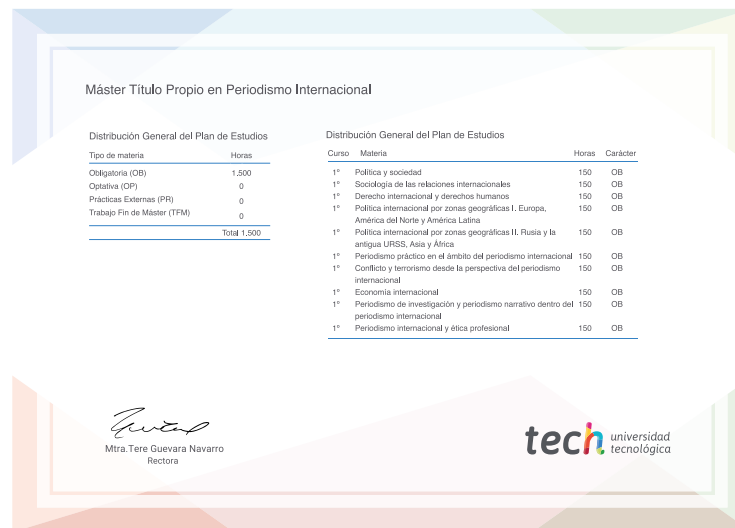 Máster Título Propio en Periodismo Internacional
Distribución General del Plan de Estudios
Tipo de materia Horas
Obligatoria (OB) 1.500
Optativa (OP) 0
Prácticas Externas (PR) 0
Trabajo Fin de Máster (TFM) 0
Total 1,500
Distribución General del Plan de Estudios
Curso Materia Horas Carácter
1º Política y sociedad 150 OB
1º Sociología de las relaciones internacionales 150 OB
1º Derecho internacional y derechos humanos 150 OB
1º Política internacional por zonas geográficas I. Europa, 150 OB
América del Norte y América Latina
1º Política internacional por zonas geográficas II. Rusia y la 150 OB
antigua URSS, Asia y África
1º Periodismo práctico en el ámbito del periodismo internacional 150 OB
1º Conflicto y terrorismo desde la perspectiva del periodismo 150 OB
internacional
1º Economía internacional 150 OB
1º Periodismo de investigación y periodismo narrativo dentro del 150 OB
periodismo internacional
1º Periodismo internacional y ética profesional 150 OB
Mtra.Tere Guevara Navarro
Rectora
tech universidad
tecnológica